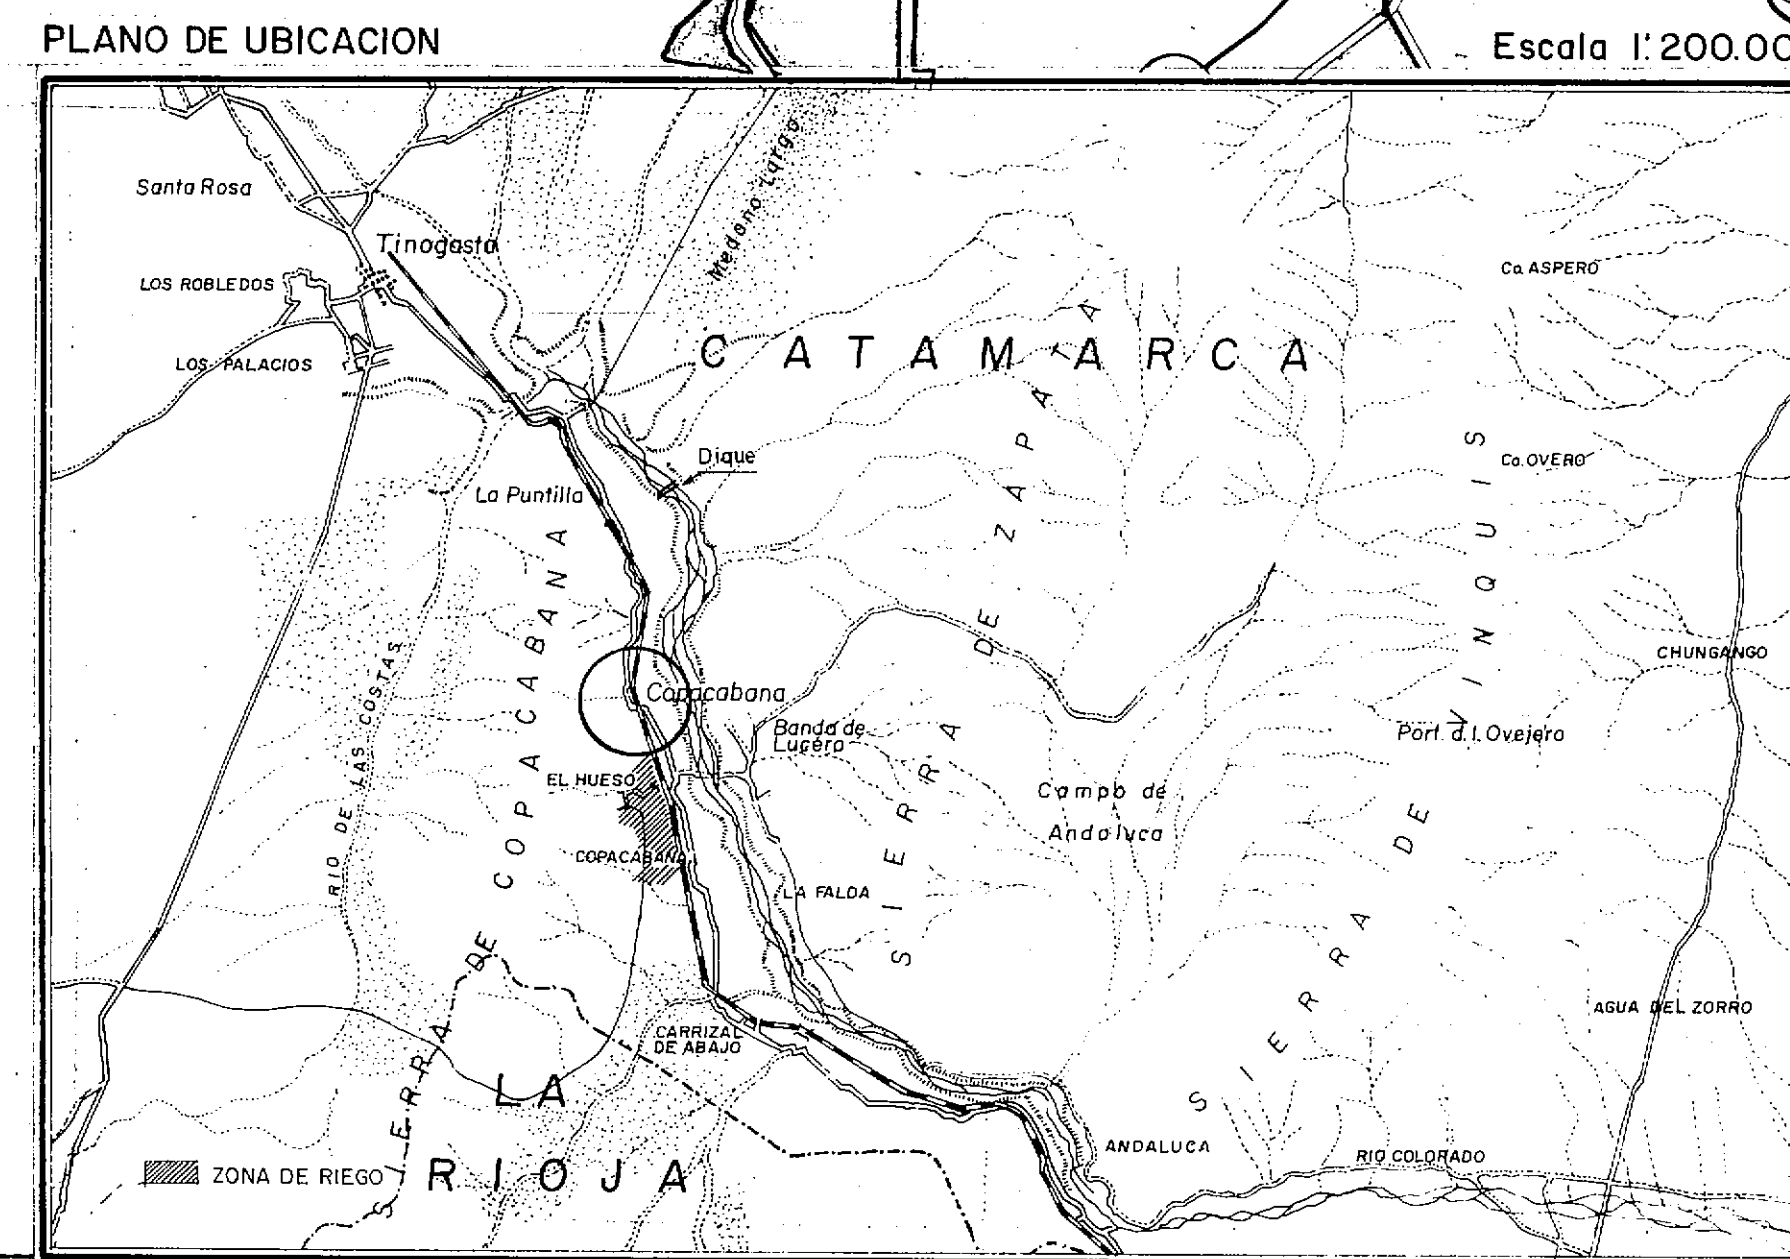 PLANO DE UBICACION
Escala 1:200.00
Santa Rosa
Tinogasta
LOS ROBLEDOS
LOS PALACIOS
Medano Largo
CATAMARCA
Co. ASPERO
Co. OVERO
Dique
La Puntilla
SIERRA DE COPACABANA
SIERRA DE ZAPATA
SIERRA DE VINQUIS
RIO DE LAS COSTAS
CHUNGANGO
Copacabana
Banda de
Lucero
Port. d. l. Ovejero
EL HUESO
Campo de
Andaluca
COPACABANA
LA FALDA
AGUA DEL ZORRO
CARRIZAL
DE ABAJO
LA
RIOJA
ANDALUCA
RIO COLORADO
ZONA DE RIEGO